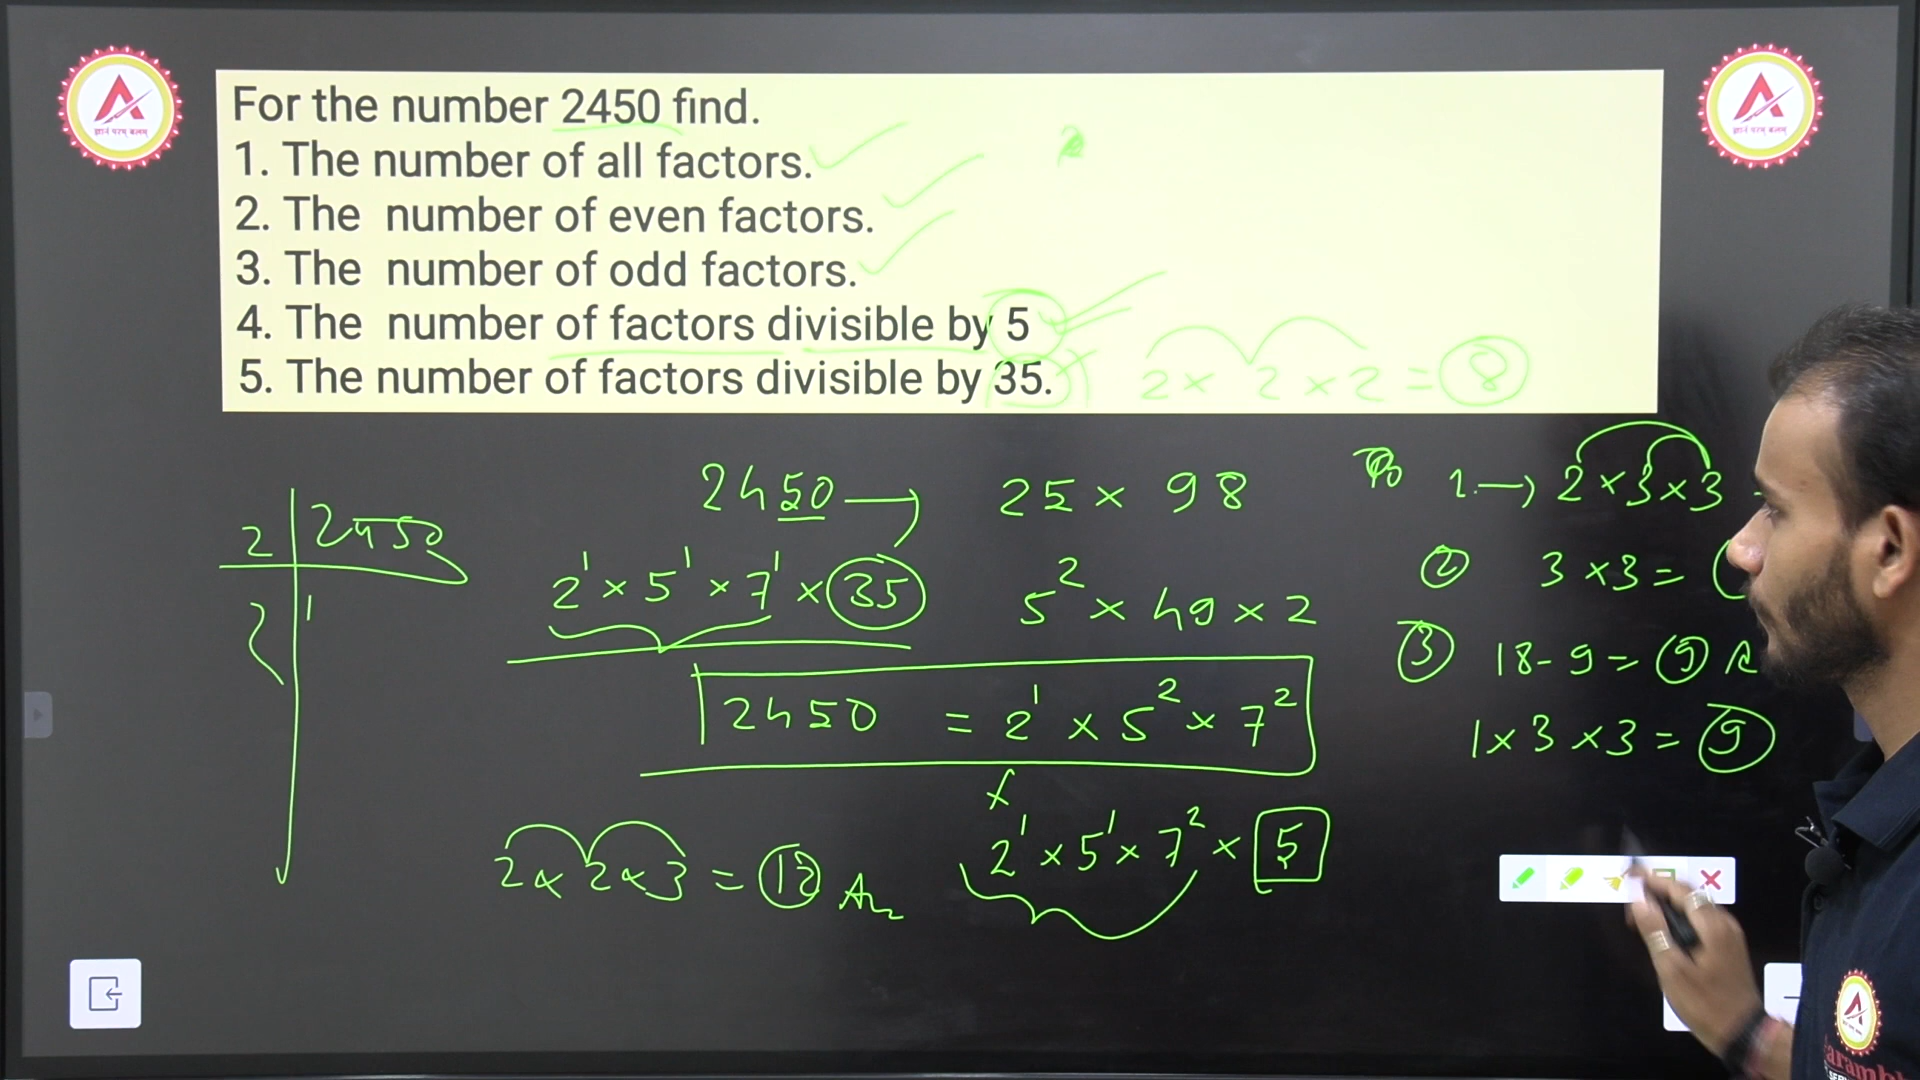 For the number 2450 find.
1. The number of all factors.
2. The number of even factors.
3. The number of odd factors.
4. The number of factors divisible by 5
5. The number of factors divisible by 35.
2 × 2 × 2 = 8
2450 → 25 × 98
1 → 2 × 3 × 3
2 | 2450
2¹ × 5¹ × 7¹ × 35
5² × 49 × 2
② 3 × 3 =
③ 18 - 9 = 9
2450 = 2¹ × 5² × 7²
1 × 3 × 3 = 9
2 × 2 × 3 = 12
2¹ × 5¹ × 7² × 5
ज्ञानं परम् बलम्
ज्ञानं परम् बलम्